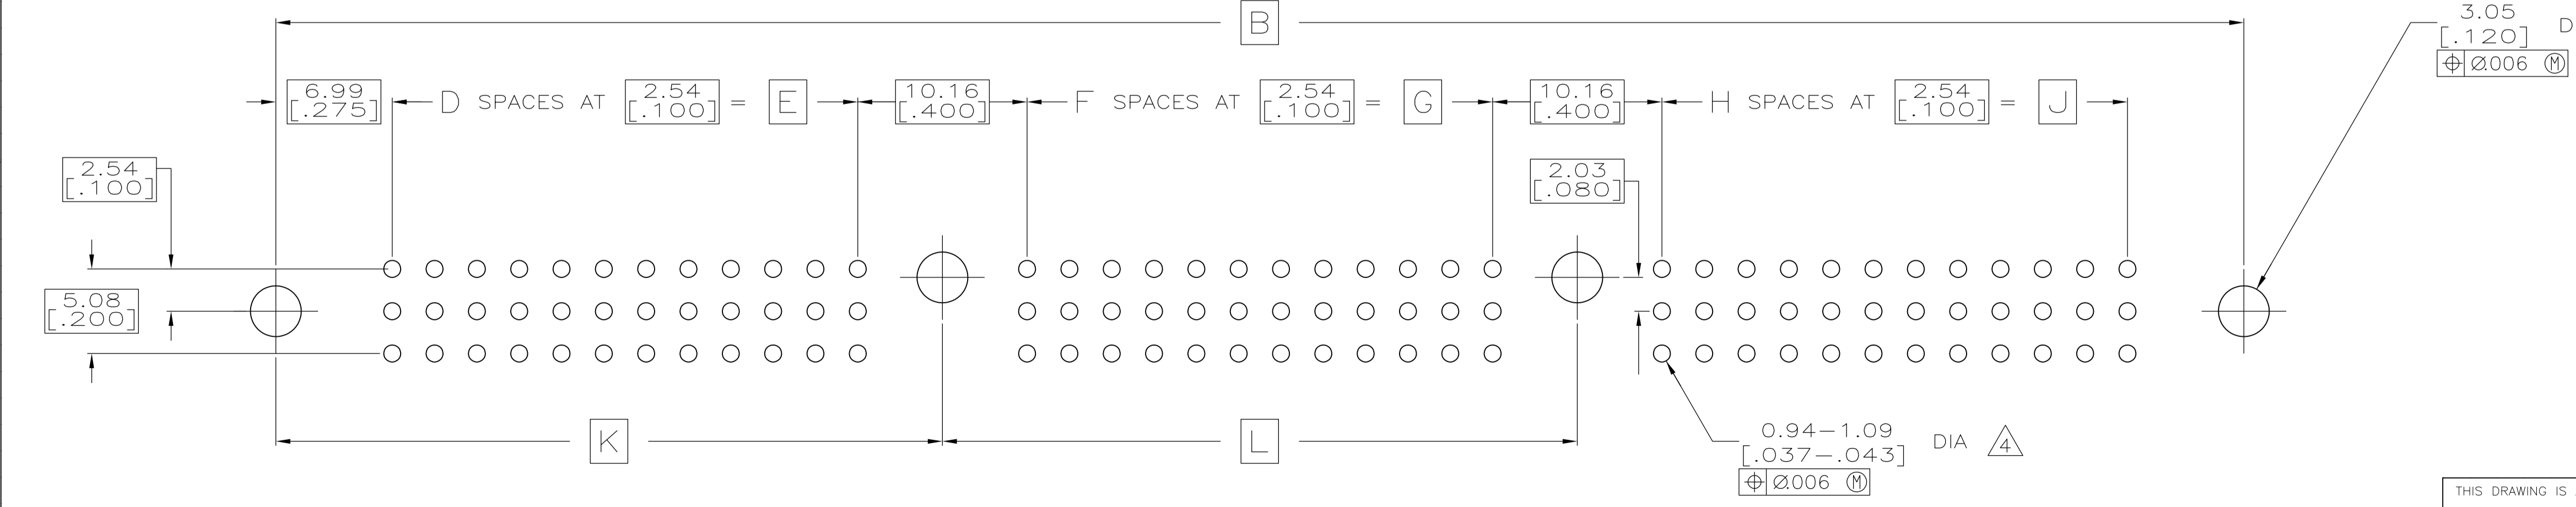 B
3.05
[.120] D
⌖ Ø.006 Ⓜ
6.99
[.275]
D SPACES AT 2.54
[.100] = E
10.16
[.400]
F SPACES AT 2.54
[.100] = G
10.16
[.400]
H SPACES AT 2.54
[.100] = J
2.54
[.100]
2.03
[.080]
5.08
[.200]
K
L
0.94-1.09
[.037-.043] DIA 4
⌖ Ø.006 Ⓜ
THIS DRAWING IS